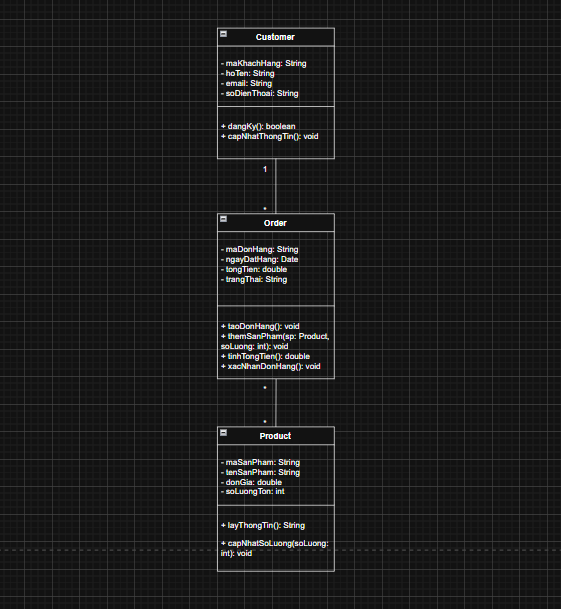 Customer
- maKhachHang: String
- hoTen: String
- email: String
- soDienThoai: String
+ dangKy(): boolean
+ capNhatThongTin(): void
1
*
Order
- maDonHang: String
- ngayDatHang: Date
- tongTien: double
- trangThai: String
+ taoDonHang(): void
+ themSanPham(sp: Product,
soLuong: int): void
+ tinhTongTien(): double
+ xacNhanDonHang(): void
*
*
Product
- maSanPham: String
- tenSanPham: String
- donGia: double
- soLuongTon: int
+ layThongTin(): String
+ capNhatSoLuong(soLuong:
int): void